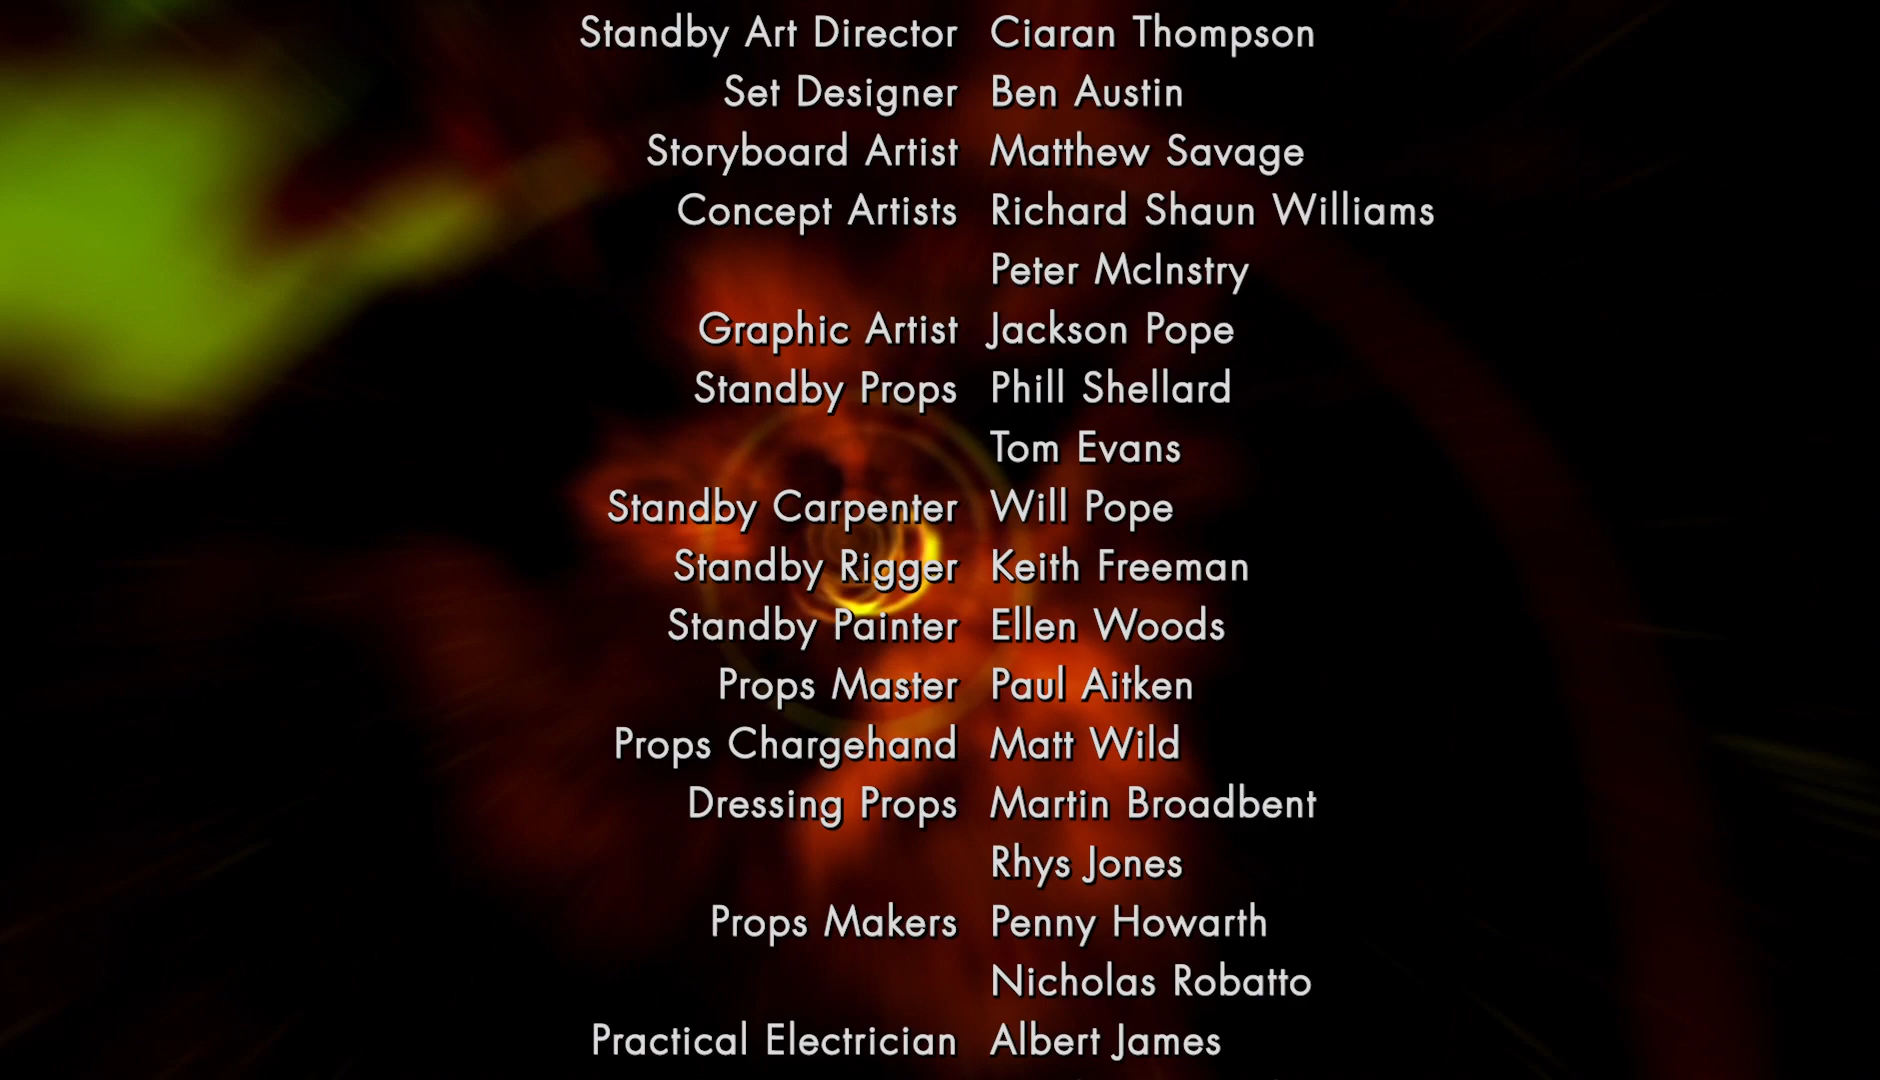 Standby Art Director Ciaran Thompson
Set Designer Ben Austin
Storyboard Artist Matthew Savage
Concept Artists Richard Shaun Williams
Peter McInstry
Graphic Artist Jackson Pope
Standby Props Phill Shellard
Tom Evans
Standby Carpenter Will Pope
Standby Rigger Keith Freeman
Standby Painter Ellen Woods
Props Master Paul Aitken
Props Chargehand Matt Wild
Dressing Props Martin Broadbent
Rhys Jones
Props Makers Penny Howarth
Nicholas Robatto
Practical Electrician Albert James